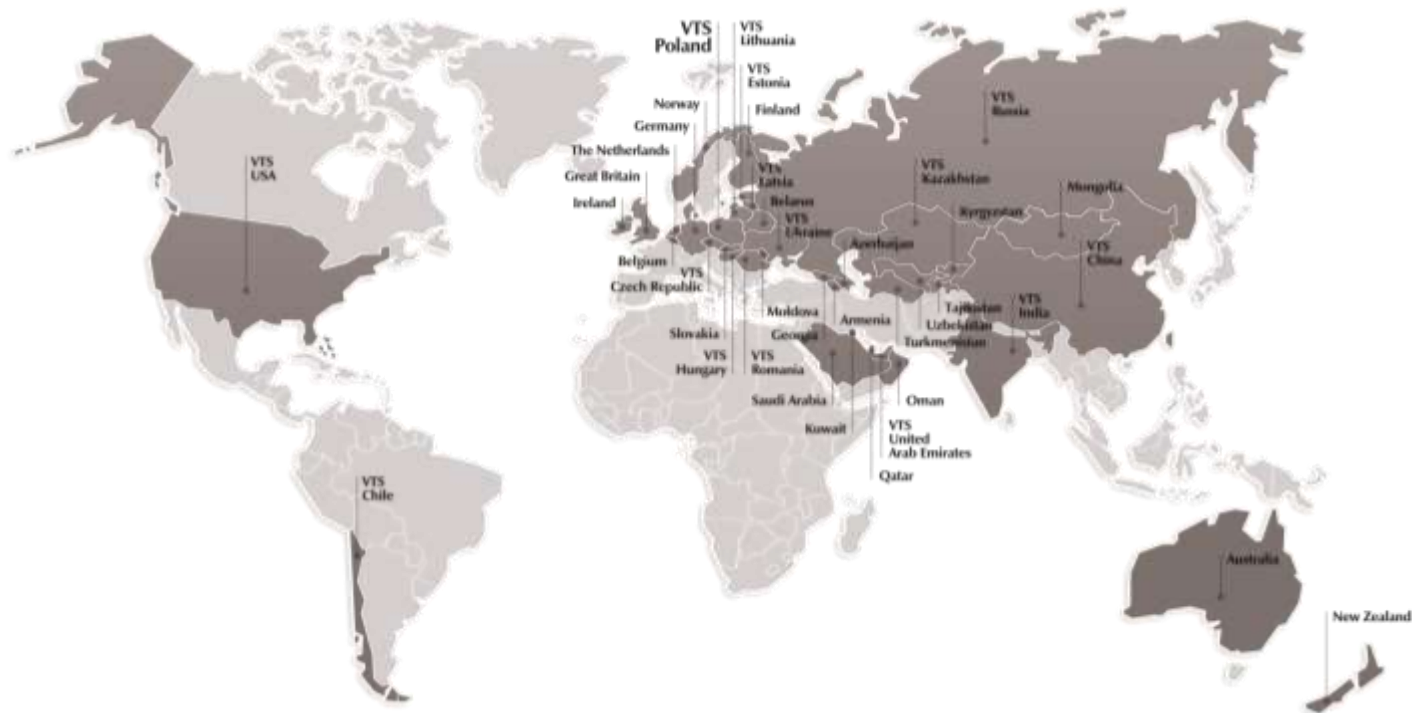 VTS
Poland
VTS
Lithuania
VTS
Estonia
Norway
Finland
Germany
The Netherlands
Great Britain
Ireland
VTS
Latvia
Belarus
VTS
Ukraine
Belgium
VTS
Czech Republic
Azerbaijan
VTS
Russia
VTS
Kazakhstan
Mongolia
Kyrgyzstan
VTS
China
VTS
USA
Moldova
Armenia
Tajikistan
VTS
India
Uzbekistan
Slovakia
Georgia
Turkmenistan
VTS
Hungary
VTS
Romania
Saudi Arabia
Oman
Kuwait
VTS
United
Arab Emirates
Qatar
VTS
Chile
Australia
New Zealand